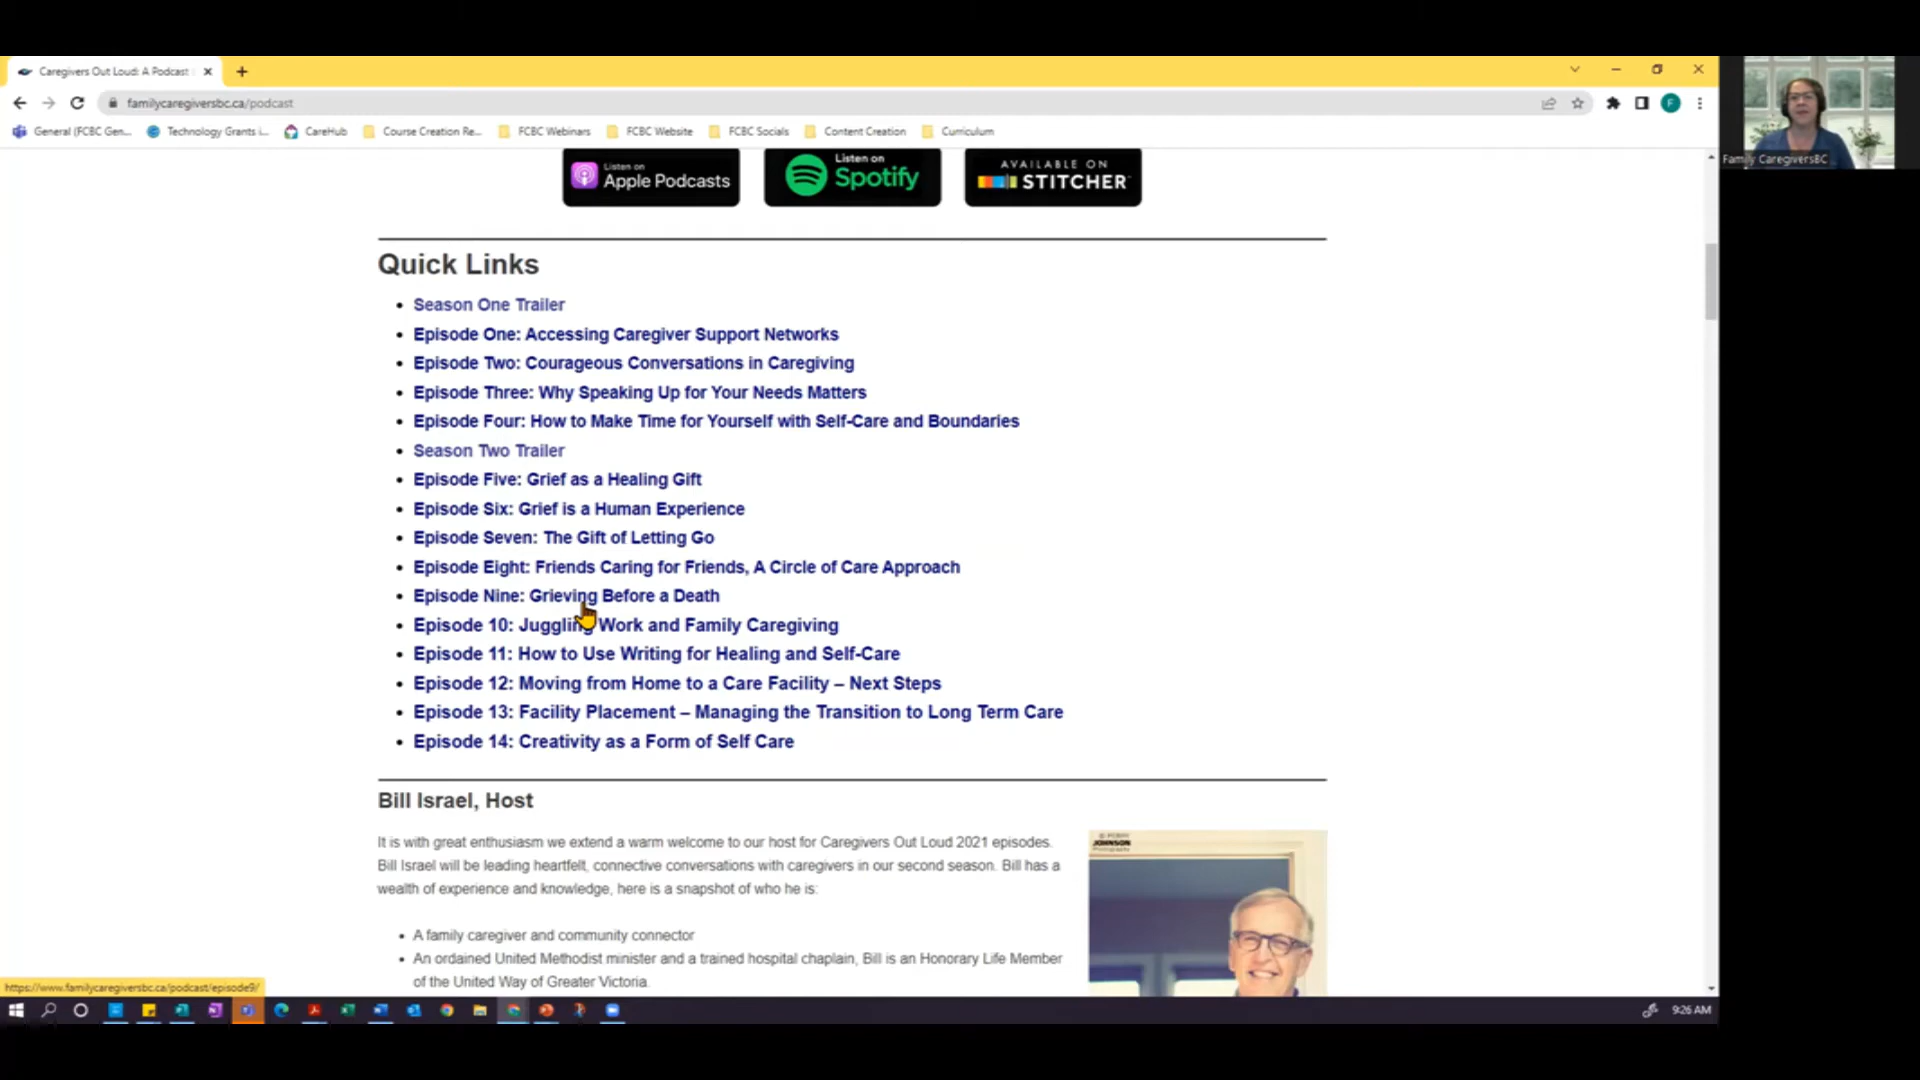 Caregivers Out Loud: A Podcast
familycaregiversbc.ca/podcast
General (FCBC Gen...
Technology Grants i...
CareHub
Course Creation Re...
FCBC Webinars
FCBC Website
FCBC Socials
Content Creation
Curriculum
F
Family CaregiversBC
Listen on
Apple Podcasts
Listen on
Spotify
AVAILABLE ON
STITCHER
Quick Links
Season One Trailer
Episode One: Accessing Caregiver Support Networks
Episode Two: Courageous Conversations in Caregiving
Episode Three: Why Speaking Up for Your Needs Matters
Episode Four: How to Make Time for Yourself with Self-Care and Boundaries
Season Two Trailer
Episode Five: Grief as a Healing Gift
Episode Six: Grief is a Human Experience
Episode Seven: The Gift of Letting Go
Episode Eight: Friends Caring for Friends, A Circle of Care Approach
Episode Nine: Grieving Before a Death
Episode 10: Juggling Work and Family Caregiving
Episode 11: How to Use Writing for Healing and Self-Care
Episode 12: Moving from Home to a Care Facility – Next Steps
Episode 13: Facility Placement – Managing the Transition to Long Term Care
Episode 14: Creativity as a Form of Self Care
Bill Israel, Host
It is with great enthusiasm we extend a warm welcome to our host for Caregivers Out Loud 2021 episodes.
Bill Israel will be leading heartfelt, connective conversations with caregivers in our second season. Bill has a
wealth of experience and knowledge, here is a snapshot of who he is:
A family caregiver and community connector
An ordained United Methodist minister and a trained hospital chaplain, Bill is an Honorary Life Member
of the United Way of Greater Victoria.
JOHNSON
https://www.familycaregiversbc.ca/podcast/episode9/
9:26 AM